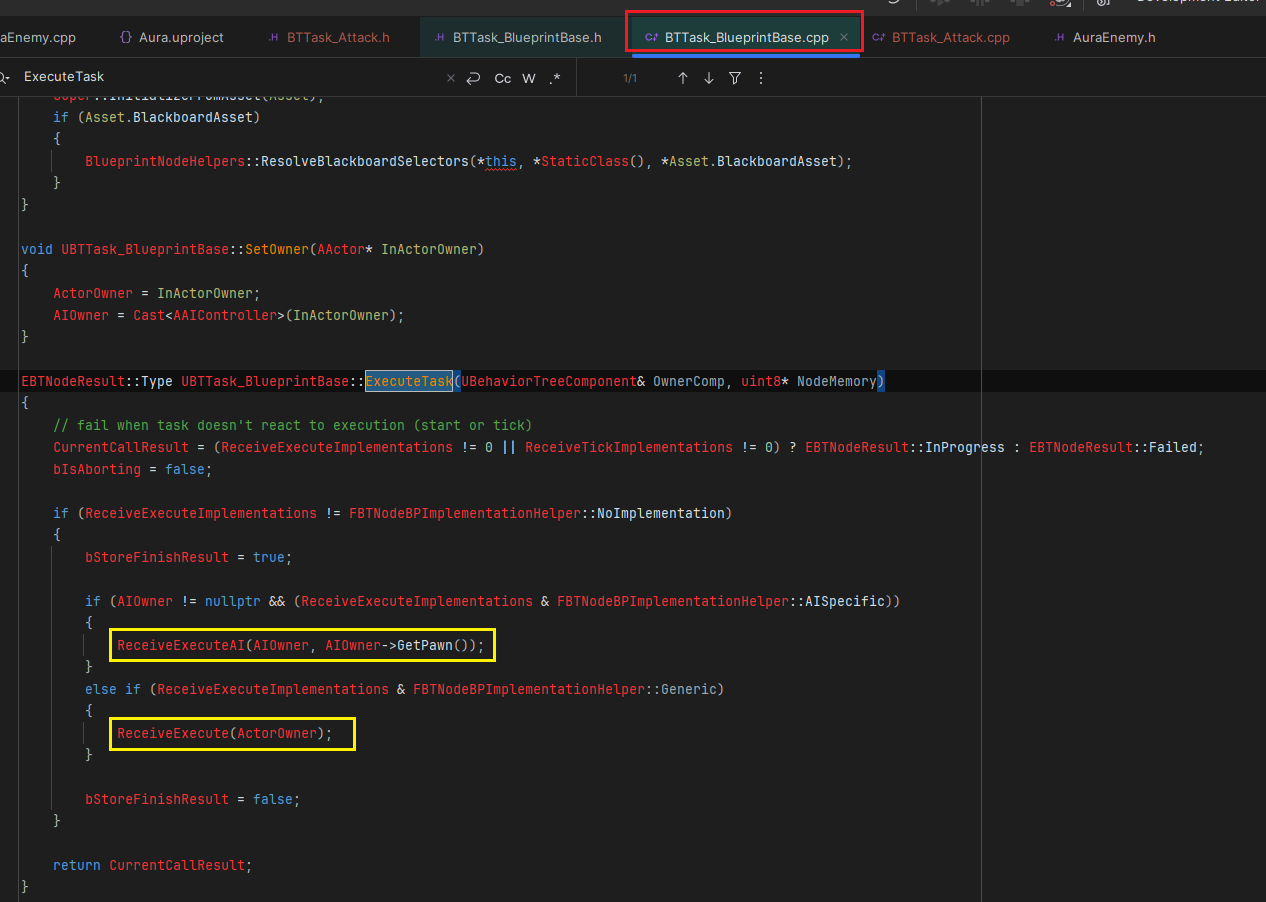 Development Editor
aEnemy.cpp {} Aura.uproject .H BTTask_Attack.h .H BTTask_BlueprintBase.h C+ BTTask_BlueprintBase.cpp × C+ BTTask_Attack.cpp .H AuraEnemy.h
ExecuteTask × Cc W .* 1/1
Super::InitializeFromAsset(Asset);
if (Asset.BlackboardAsset)
{
BlueprintNodeHelpers::ResolveBlackboardSelectors(*this, *StaticClass(), *Asset.BlackboardAsset);
}
}
void UBTTask_BlueprintBase::SetOwner(AActor* InActorOwner)
{
ActorOwner = InActorOwner;
AIOwner = Cast<AAIController>(InActorOwner);
}
EBTNodeResult::Type UBTTask_BlueprintBase::ExecuteTask(UBehaviorTreeComponent& OwnerComp, uint8* NodeMemory)
{
// fail when task doesn't react to execution (start or tick)
CurrentCallResult = (ReceiveExecuteImplementations != 0 || ReceiveTickImplementations != 0) ? EBTNodeResult::InProgress : EBTNodeResult::Failed;
bIsAborting = false;
if (ReceiveExecuteImplementations != FBTNodeBPImplementationHelper::NoImplementation)
{
bStoreFinishResult = true;
if (AIOwner != nullptr && (ReceiveExecuteImplementations & FBTNodeBPImplementationHelper::AISpecific))
{
ReceiveExecuteAI(AIOwner, AIOwner->GetPawn());
}
else if (ReceiveExecuteImplementations & FBTNodeBPImplementationHelper::Generic)
{
ReceiveExecute(ActorOwner);
}
bStoreFinishResult = false;
}
return CurrentCallResult;
}